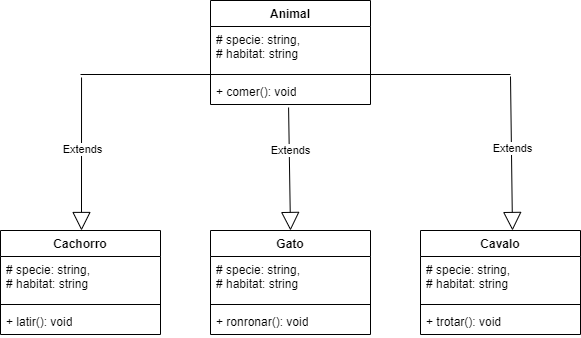 Animal
# specie: string,
# habitat: string
+ comer(): void
Extends
Extends
Extends
Cachorro
# specie: string,
# habitat: string
+ latir(): void
Gato
# specie: string,
# habitat: string
+ ronronar(): void
Cavalo
# specie: string,
# habitat: string
+ trotar(): void